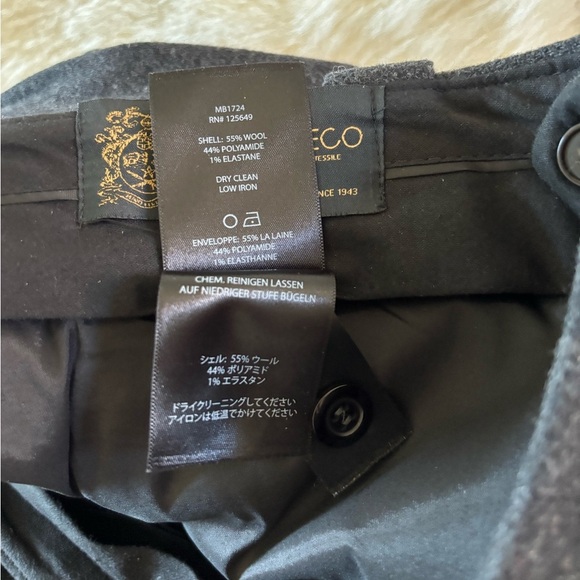 MB1724
RN# 125649
SHELL: 55% WOOL
44% POLYAMIDE
1% ELASTANE
DRY CLEAN
LOW IRON
ENVELOPPE: 55% LA LAINE
44% POLYAMIDE
1% ELASTHANNE
CHEM. REINIGEN LASSEN
AUF NIEDRIGER STUFE BÜGELN
シェル: 55% ウール
44% ポリアミド
1% エラスタン
ドライクリーニングしてください
アイロンは低温でかけてください
ECO
TESSILE
SINCE 1943